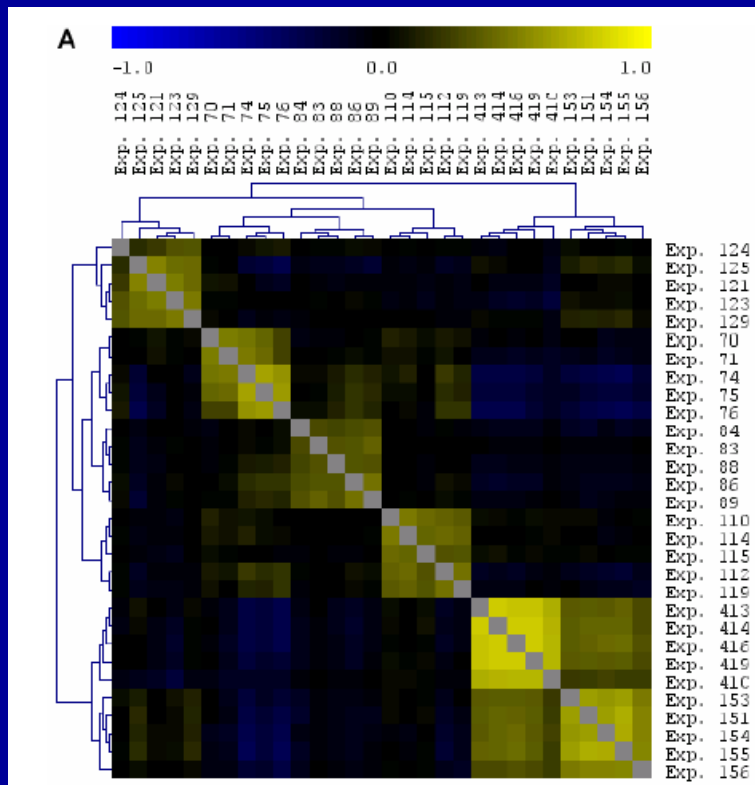 A
-1.0 0.0 1.0
Exp. 124
Exp. 125
Exp. 121
Exp. 123
Exp. 129
Exp. 70
Exp. 71
Exp. 74
Exp. 75
Exp. 76
Exp. 84
Exp. 83
Exp. 88
Exp. 86
Exp. 89
Exp. 110
Exp. 114
Exp. 115
Exp. 112
Exp. 119
Exp. 413
Exp. 414
Exp. 416
Exp. 419
Exp. 410
Exp. 153
Exp. 151
Exp. 154
Exp. 155
Exp. 156
Exp. 124
Exp. 125
Exp. 121
Exp. 123
Exp. 129
Exp. 70
Exp. 71
Exp. 74
Exp. 75
Exp. 76
Exp. 84
Exp. 83
Exp. 88
Exp. 86
Exp. 89
Exp. 110
Exp. 114
Exp. 115
Exp. 112
Exp. 119
Exp. 413
Exp. 414
Exp. 416
Exp. 419
Exp. 410
Exp. 153
Exp. 151
Exp. 154
Exp. 155
Exp. 156